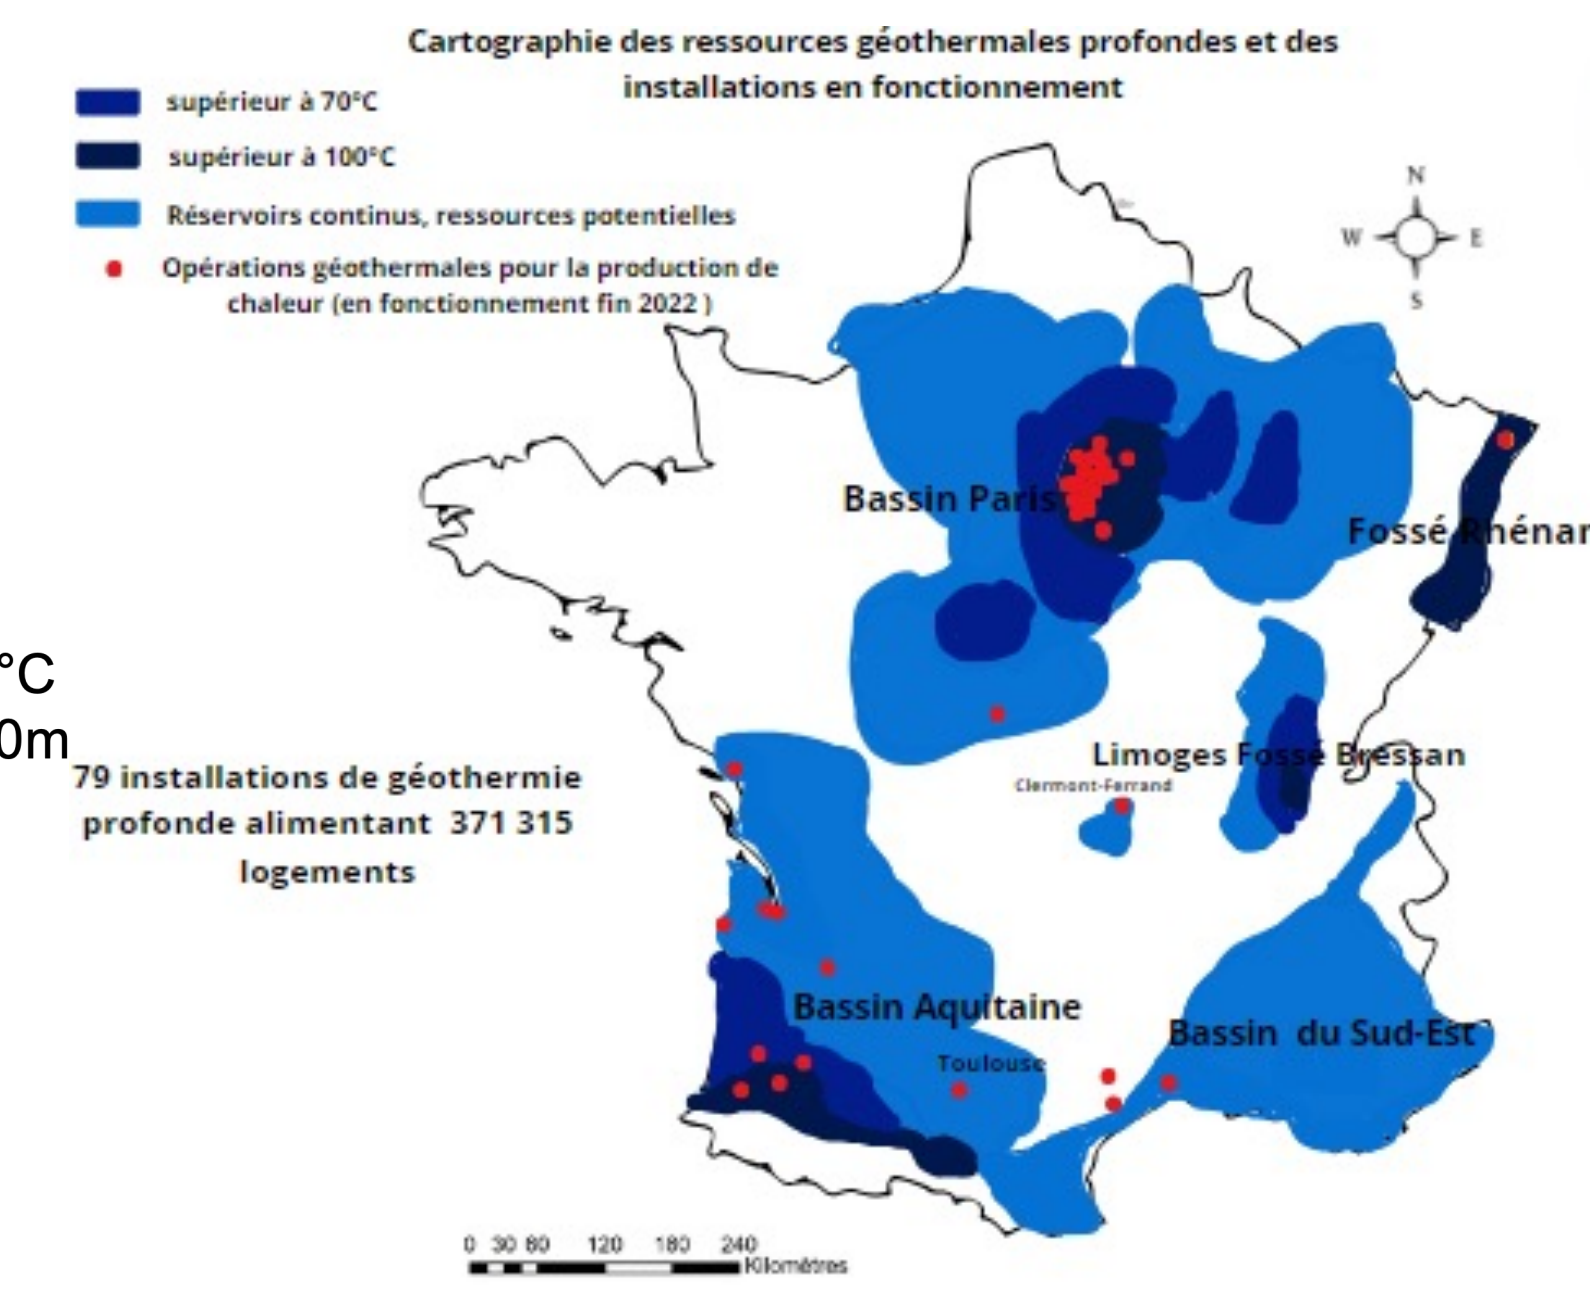 Cartographie des ressources géothermales profondes et des
installations en fonctionnement
supérieur à 70°C
supérieur à 100°C
Réservoirs continus, ressources potentielles
Opérations géothermales pour la production de
chaleur (en fonctionnement fin 2022 )
N
W E
S
Bassin Paris
Fossé Rhénan
°C
0m
79 installations de géothermie
profonde alimentant 371 315
logements
Limoges Fossé Bressan
Clermont-Ferrand
Bassin Aquitaine
Bassin du Sud-Est
Toulouse
0 30 60 120 180 240
Kilomètres